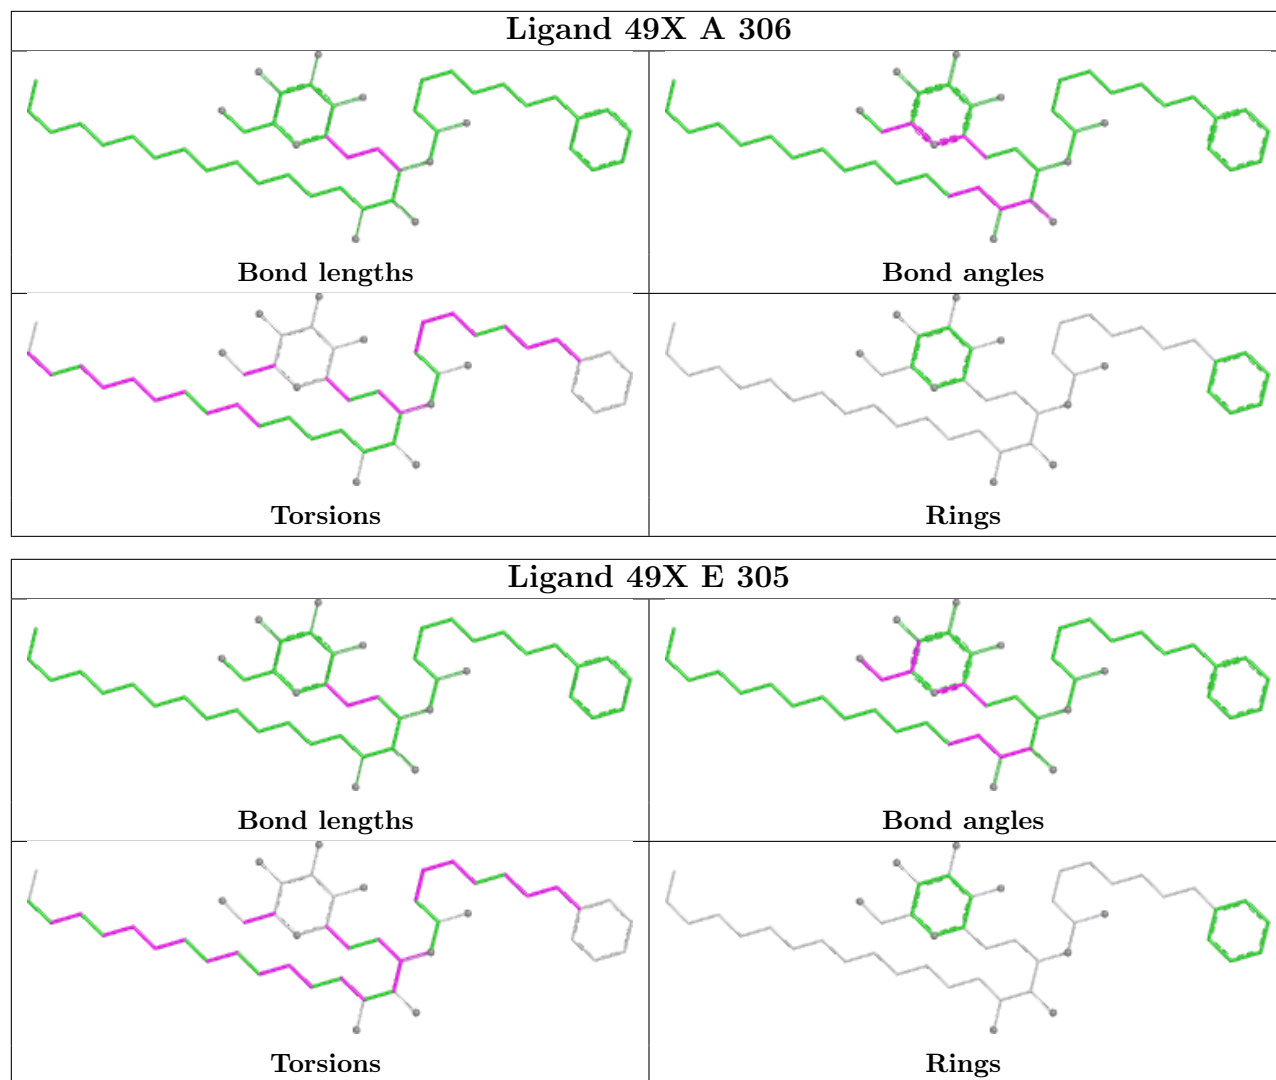 Ligand 49X A 306
Bond lengths
Bond angles
Torsions
Rings
Ligand 49X E 305
Bond lengths
Bond angles
Torsions
Rings